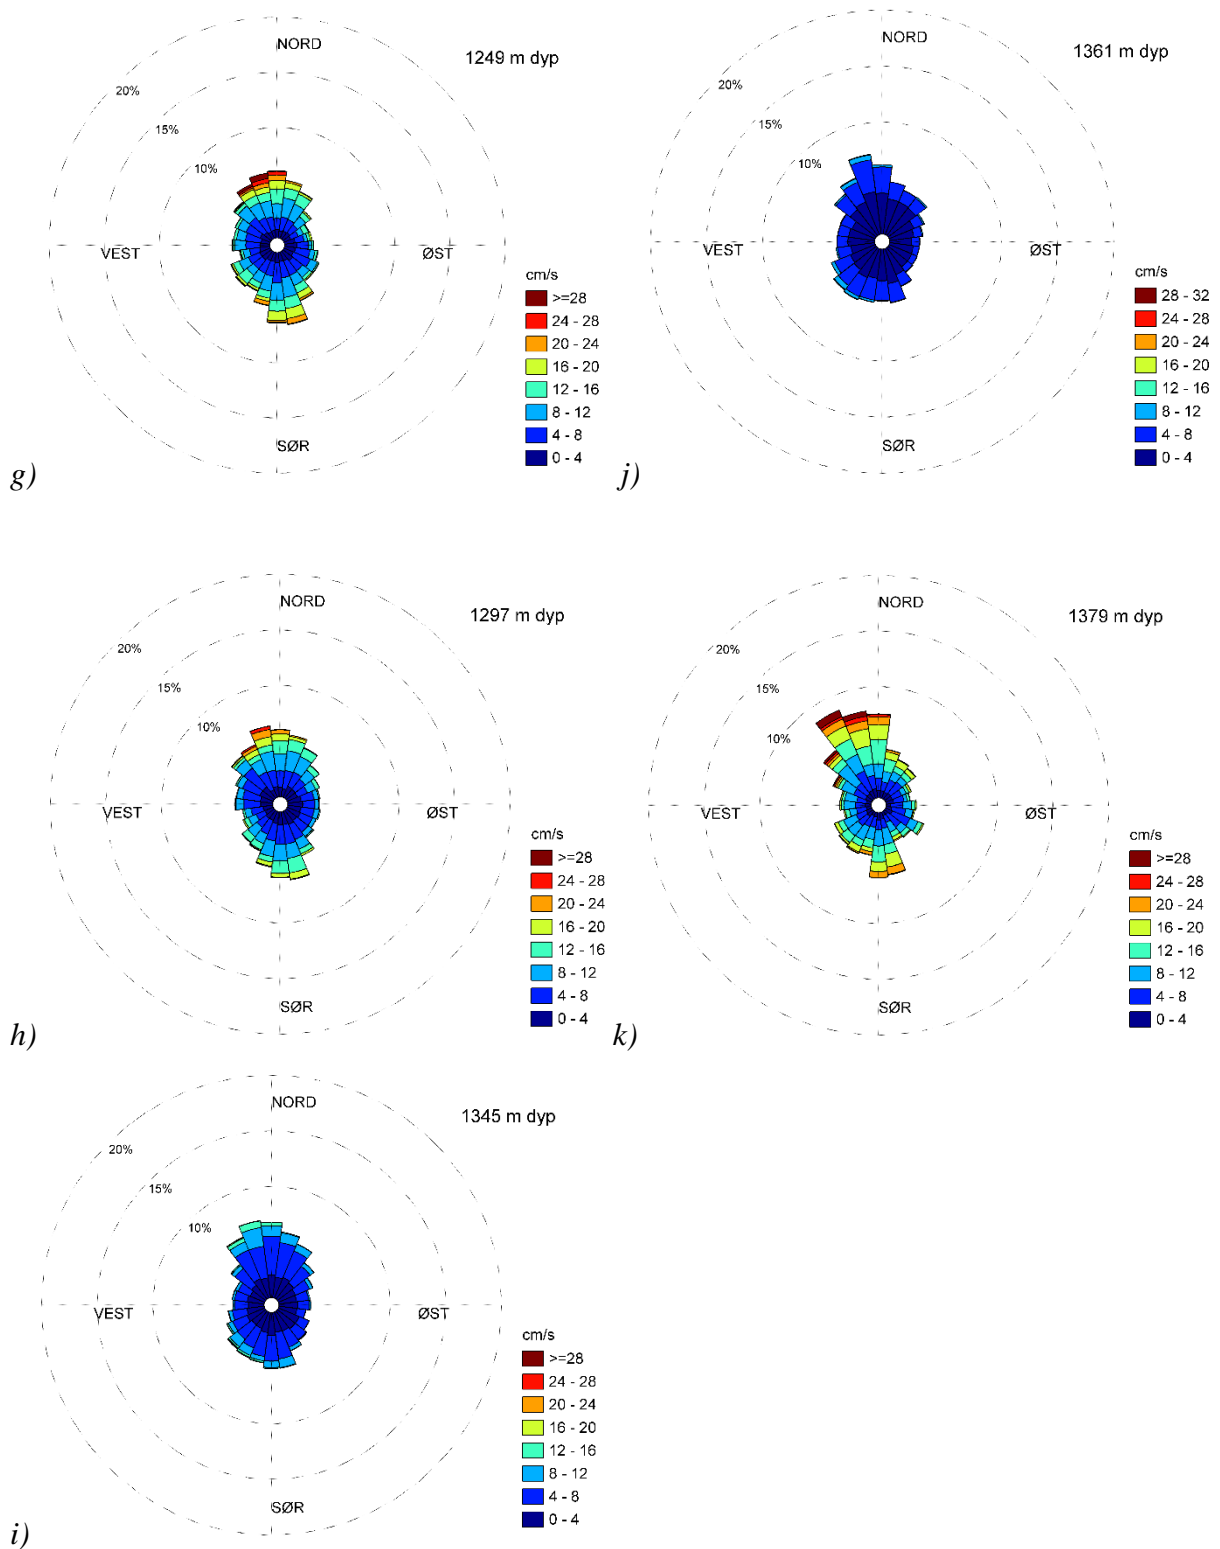 NORD
1249 m dyp
20%
15%
10%
VEST
ØST
SØR
cm/s
>=28
24 - 28
20 - 24
16 - 20
12 - 16
8 - 12
4 - 8
0 - 4
g)
NORD
1361 m dyp
20%
15%
10%
VEST
ØST
SØR
cm/s
28 - 32
24 - 28
20 - 24
16 - 20
12 - 16
8 - 12
4 - 8
0 - 4
j)
NORD
1297 m dyp
20%
15%
10%
VEST
ØST
SØR
cm/s
>=28
24 - 28
20 - 24
16 - 20
12 - 16
8 - 12
4 - 8
0 - 4
h)
NORD
1379 m dyp
20%
15%
10%
VEST
ØST
SØR
cm/s
>=28
24 - 28
20 - 24
16 - 20
12 - 16
8 - 12
4 - 8
0 - 4
k)
NORD
1345 m dyp
20%
15%
10%
VEST
ØST
SØR
cm/s
>=28
24 - 28
20 - 24
16 - 20
12 - 16
8 - 12
4 - 8
0 - 4
i)